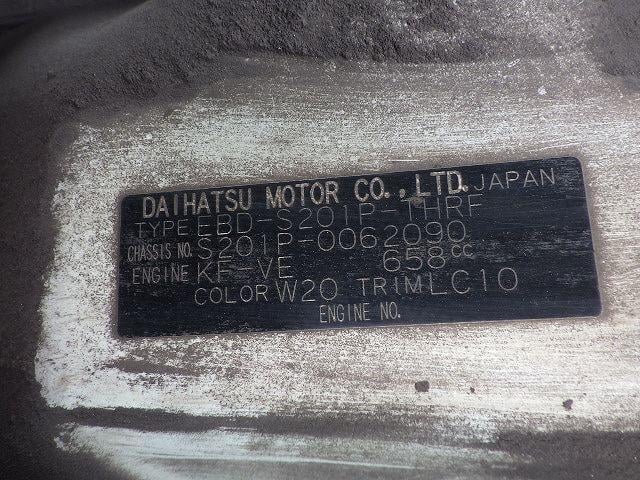 DAIHATSU MOTOR CO., LTD. JAPAN
TYPE EBD-S201P-THRF
CHASSIS NO. S201P-0062090
ENGINE KF-VE 658cc
COLOR W20 TRIM LC10
ENGINE NO.